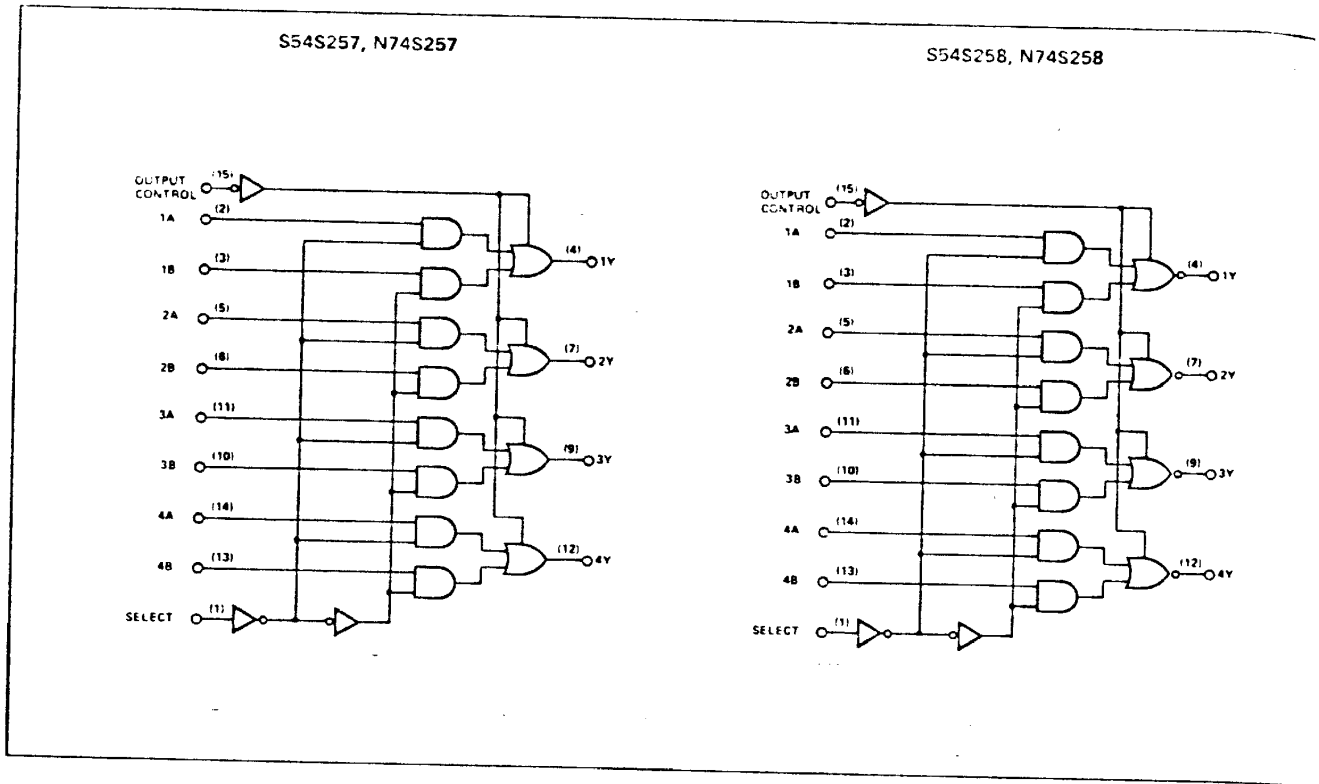 S54S257, N74S257
OUTPUT
CONTROL
(15)
1A
(2)
1B
(3)
2A
(5)
2B
(6)
3A
(11)
3B
(10)
4A
(14)
4B
(13)
SELECT
(1)
(4)
1Y
(7)
2Y
(9)
3Y
(12)
4Y
S54S258, N74S258
OUTPUT
CONTROL
(15)
1A
(2)
1B
(3)
2A
(5)
2B
(6)
3A
(11)
3B
(10)
4A
(14)
4B
(13)
SELECT
(1)
(4)
1Y
(7)
2Y
(9)
3Y
(12)
4Y